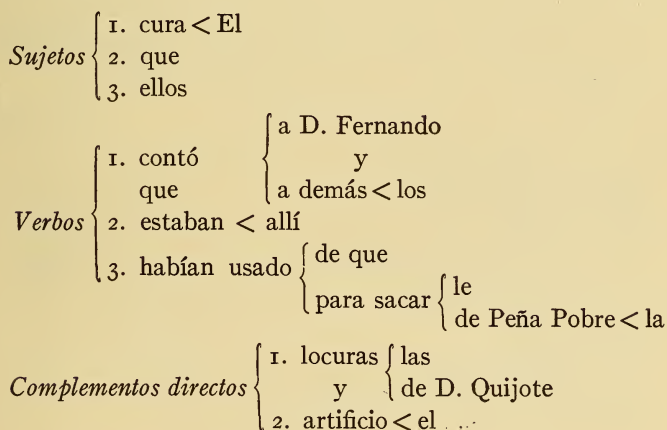 1. cura < El
Sujetos 2. que
3. ellos
a D. Fernando
1. contó y
que a demás < los
Verbos 2. estaban < allí
3. habían usado de que
para sacar le
de Peña Pobre < la
1. locuras las
Complementos directos y de D. Quijote
2. artificio < el